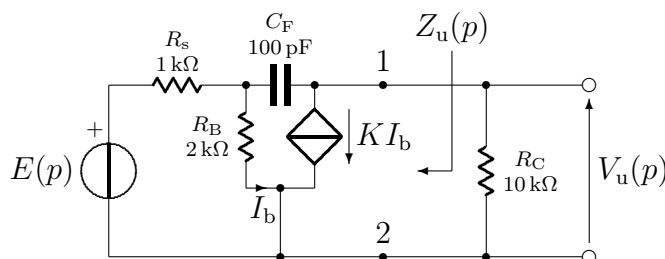 C_F
100 pF
R_s
1 kΩ
1
Z_u(p)
+
R_B
2 kΩ
KI_b
E(p)
R_C
10 kΩ
V_u(p)
I_b
2